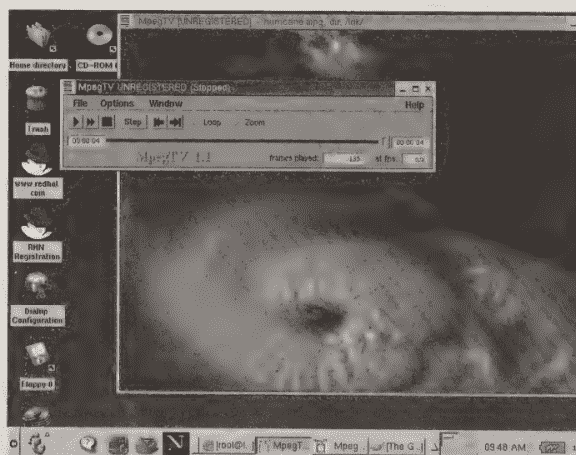 MpegTV [UNREGISTERED] - hurricane.mpg, dir, /dir/
Home directory
CD-ROM
MpegTV UNREGISTERED (Stopped)
File Options Window Help
Step Loop Zoom
00:00:04
00:00:04
MpegTV 1.1
frames played:
at fps:
Trash
www.redhat.com
RHN
Registration
Dialup
Configuration
Floppy 0
N
[root@l.
MpegT...
Mpeg
[The G..
09:48 AM